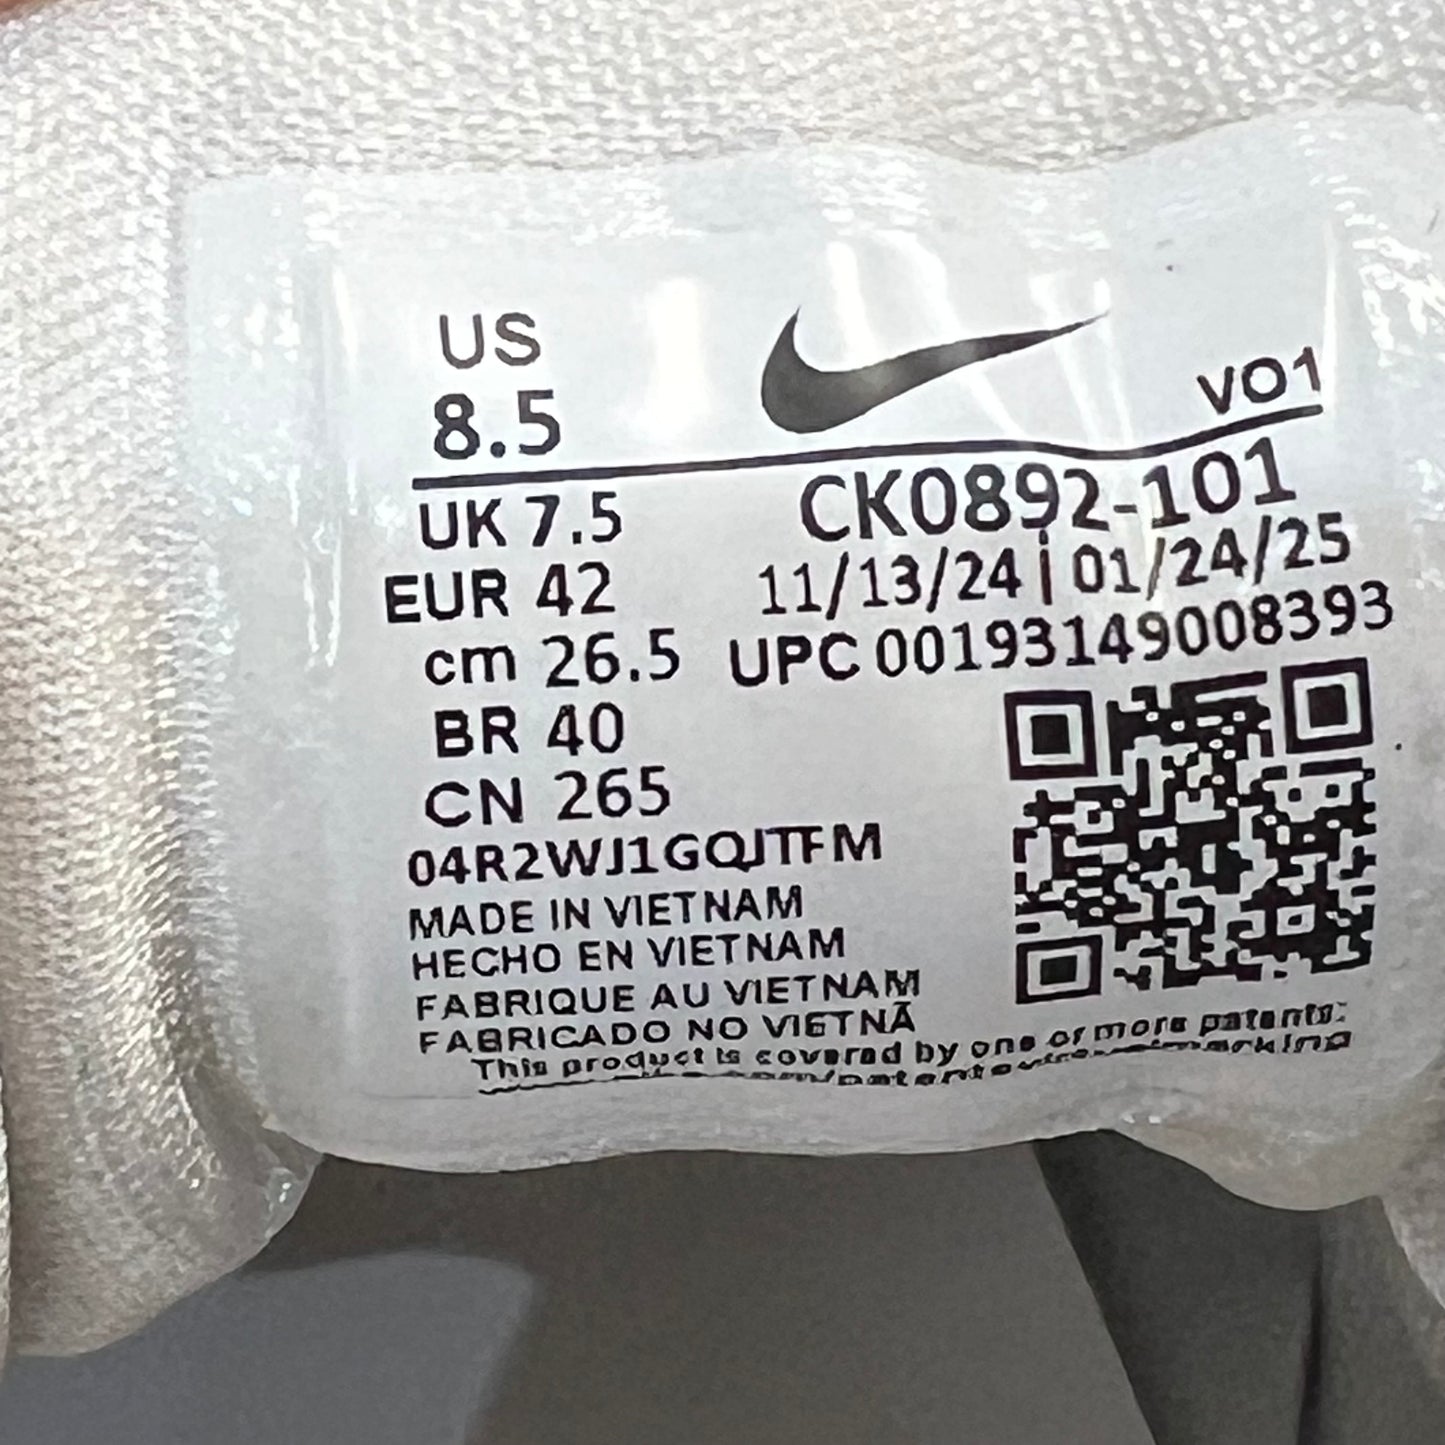 US
8.5
VO1
UK 7.5
CK0892-101
EUR 42
11/13/24 | 01/24/25
cm 26.5
UPC 00193149008393
BR 40
CN 265
04R2WJ1GQJTFM
MADE IN VIETNAM
HECHO EN VIETNAM
FABRIQUE AU VIETNAM
FABRICADO NO VIETNÃ
This product is covered by one or more patents: